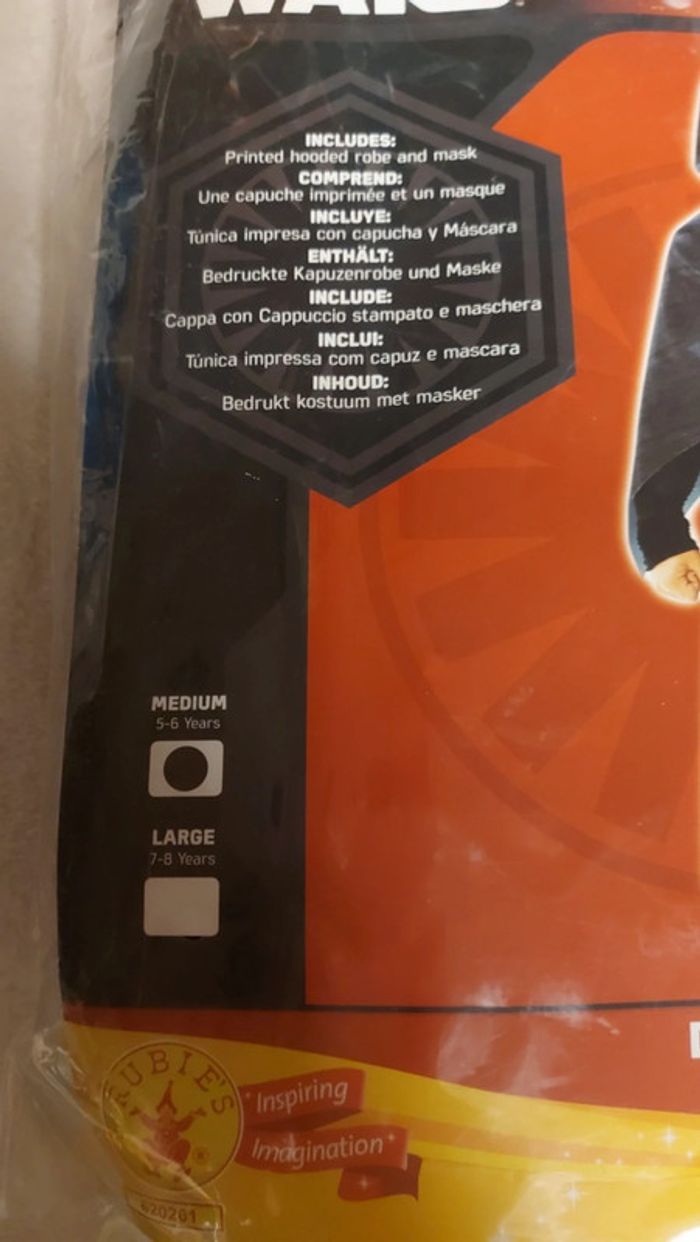 INCLUDES:
Printed hooded robe and mask
COMPREND:
Une capuche imprimée et un masque
INCLUYE:
Túnica impresa con capucha y Máscara
ENTHÄLT:
Bedruckte Kapuzenrobe und Maske
INCLUDE:
Cappa con Cappuccio stampato e maschera
INCLUI:
Túnica impressa com capuz e mascara
INHOUD:
Bedrukt kostuum met masker
MEDIUM
5-6 Years
LARGE
7-8 Years
RUBIE'S
Inspiring
Imagination
620201